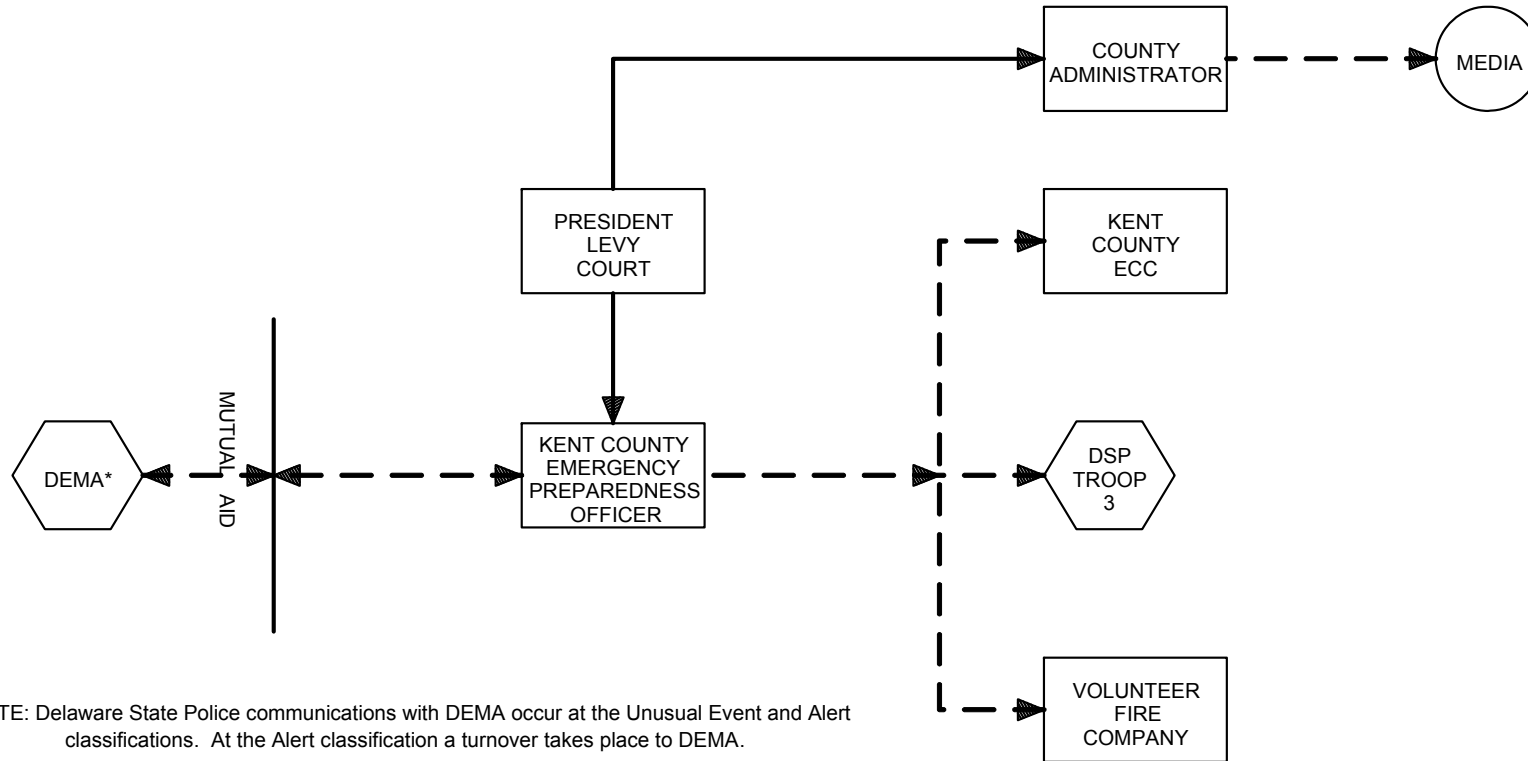 COUNTY
ADMINISTRATOR
MEDIA
PRESIDENT
LEVY
COURT
KENT
COUNTY
ECC
MUTUAL AID
DEMA*
KENT COUNTY
EMERGENCY
PREPAREDNESS
OFFICER
DSP
TROOP
3
VOLUNTEER
FIRE
COMPANY
TE: Delaware State Police communications with DEMA occur at the Unusual Event and Alert
classifications. At the Alert classification a turnover takes place to DEMA.